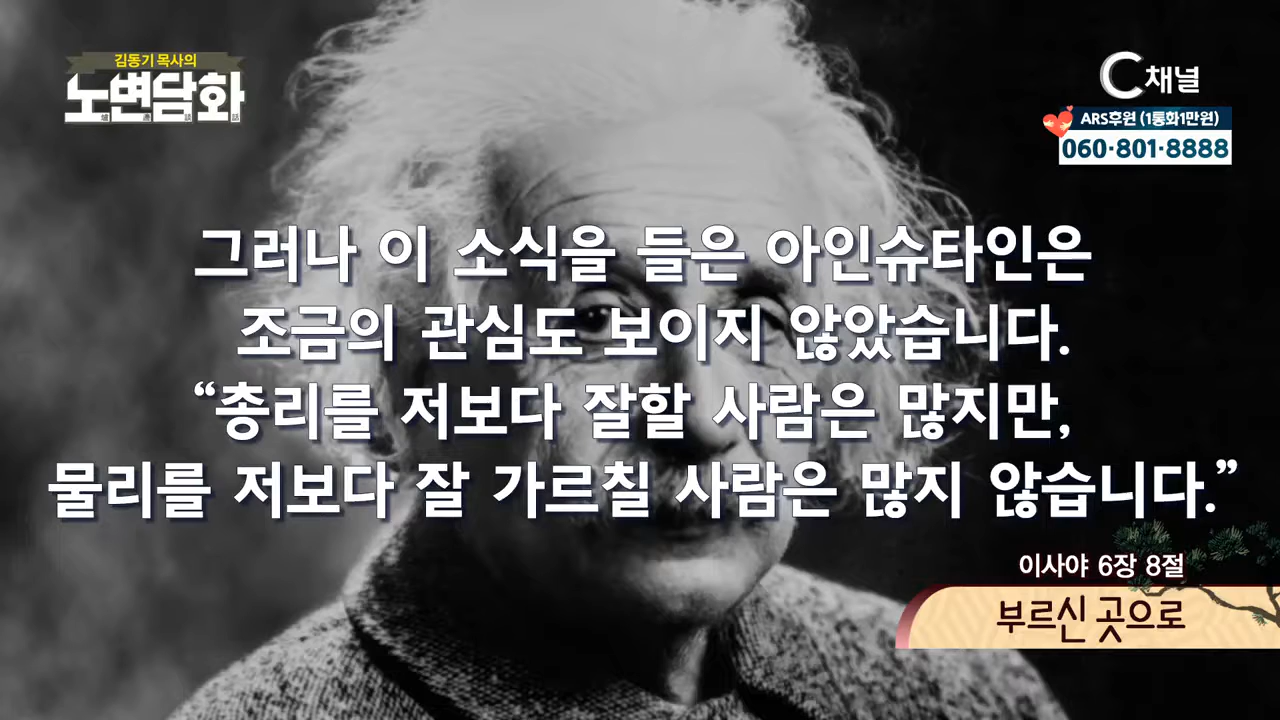 김동기 목사의
노변담화
C채널
ARS후원 (1통화1만원)
060·801·8888
그러나 이 소식을 들은 아인슈타인은
조금의 관심도 보이지 않았습니다.
“총리를 저보다 잘할 사람은 많지만,
물리를 저보다 잘 가르칠 사람은 많지 않습니다.”
이사야 6장 8절
부르신 곳으로